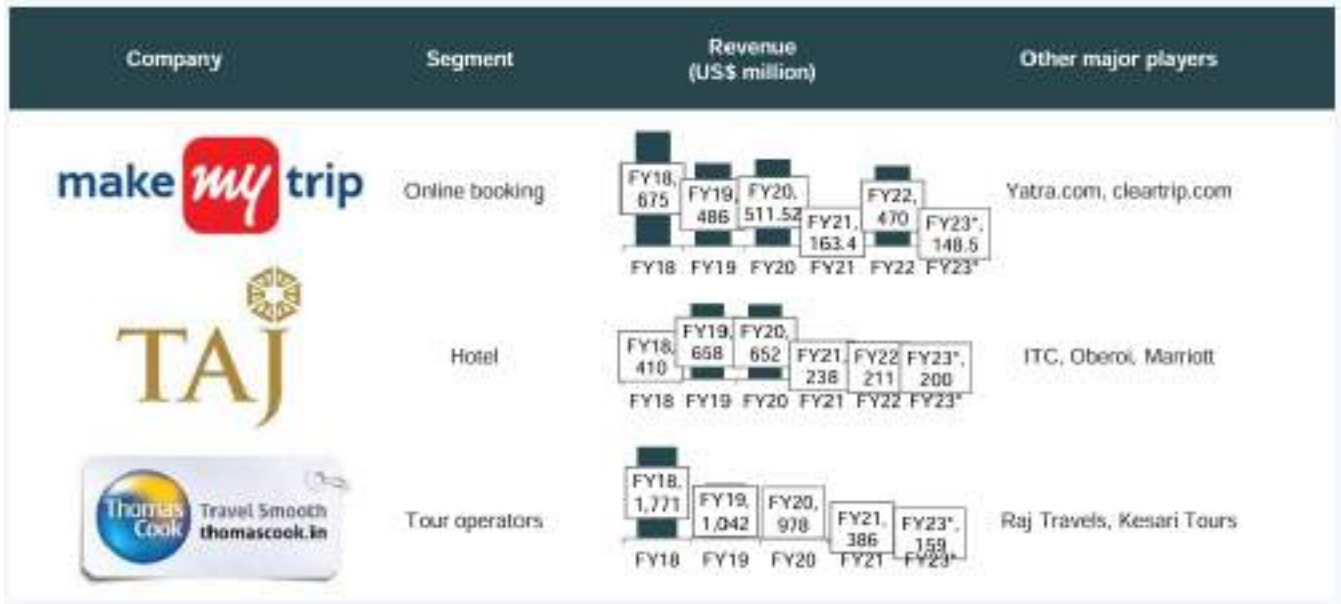 Company
Segment
Revenue
(US$ million)
Other major players
make my trip
Online booking
FY18,
675
FY19,
486
FY20,
511.52
FY21,
163.4
FY22,
470
FY23*,
148.5
FY18 FY19 FY20 FY21 FY22 FY23*
Yatra.com, cleartrip.com
TAJ
Hotel
FY18,
410
FY19,
658
FY20,
652
FY21,
238
FY22
211
FY23*,
200
FY18 FY19 FY20 FY21 FY22 FY23*
ITC, Oberoi, Marriott
Thomas
Cook
Travel Smooth
thomascook.in
Tour operators
FY18,
1,771
FY19,
1,042
FY20,
978
FY21,
386
FY23*,
159
FY18 FY19 FY20 FY21 FY23*
Raj Travels, Kesari Tours